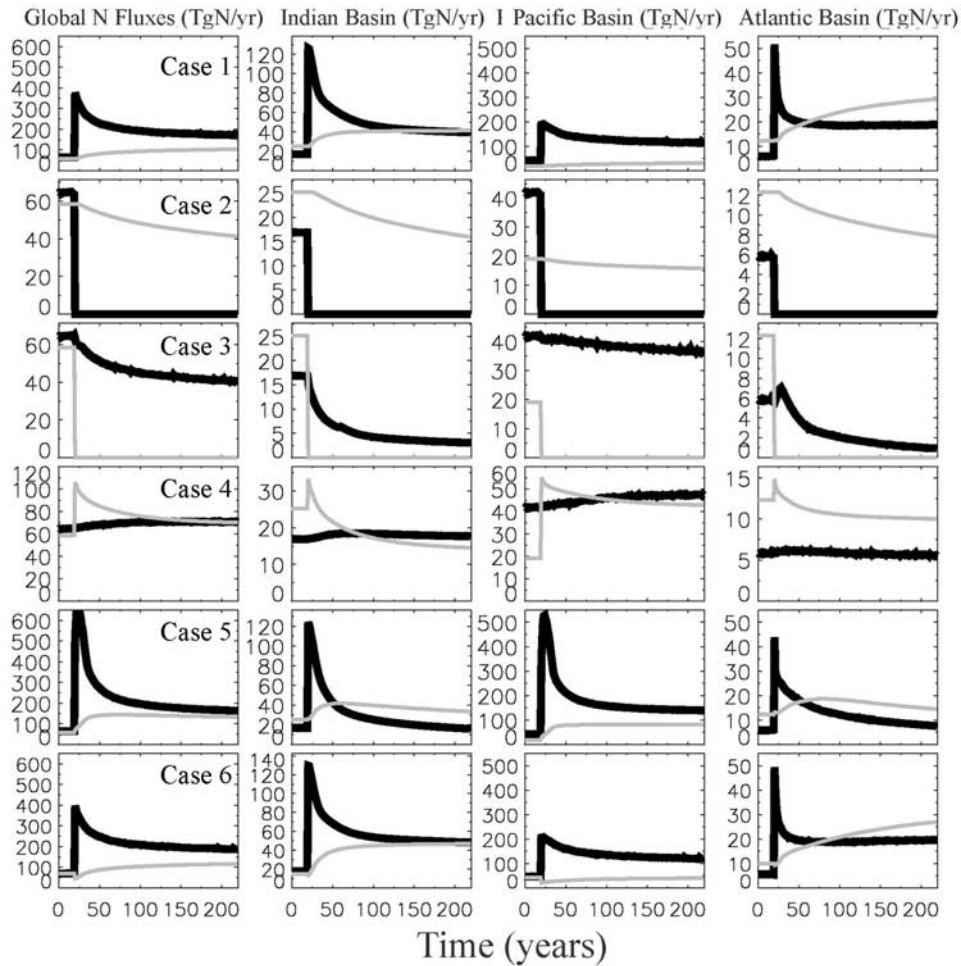 Global N Fluxes (TgN/yr) Indian Basin (TgN/yr) I Pacific Basin (TgN/yr) Atlantic Basin (TgN/yr)
Case 1
600 500 400 300 200 100 0
120 100 80 60 40 20 0
500 400 300 200 100 0
50 40 30 20 10 0
Case 2
60 40 20 0
25 20 15 10 5 0
40 30 20 10 0
12 10 8 6 4 2 0
Case 3
60 40 20 0
25 20 15 10 5 0
40 30 20 10 0
12 10 8 6 4 2 0
Case 4
120 100 80 60 40 20 0
30 20 10 0
60 50 40 30 20 10 0
15 10 5 0
Case 5
600 500 400 300 200 100 0
120 100 80 60 40 20 0
500 400 300 200 100 0
50 40 30 20 10 0
Case 6
500 400 300 200 100 0
140 120 100 80 60 40 20 0
500 400 300 200 100 0
50 40 30 20 10 0
0 50 100 150 200 0 50 100 150 200 0 50 100 150 200 0 50 100 150 200
Time (years)